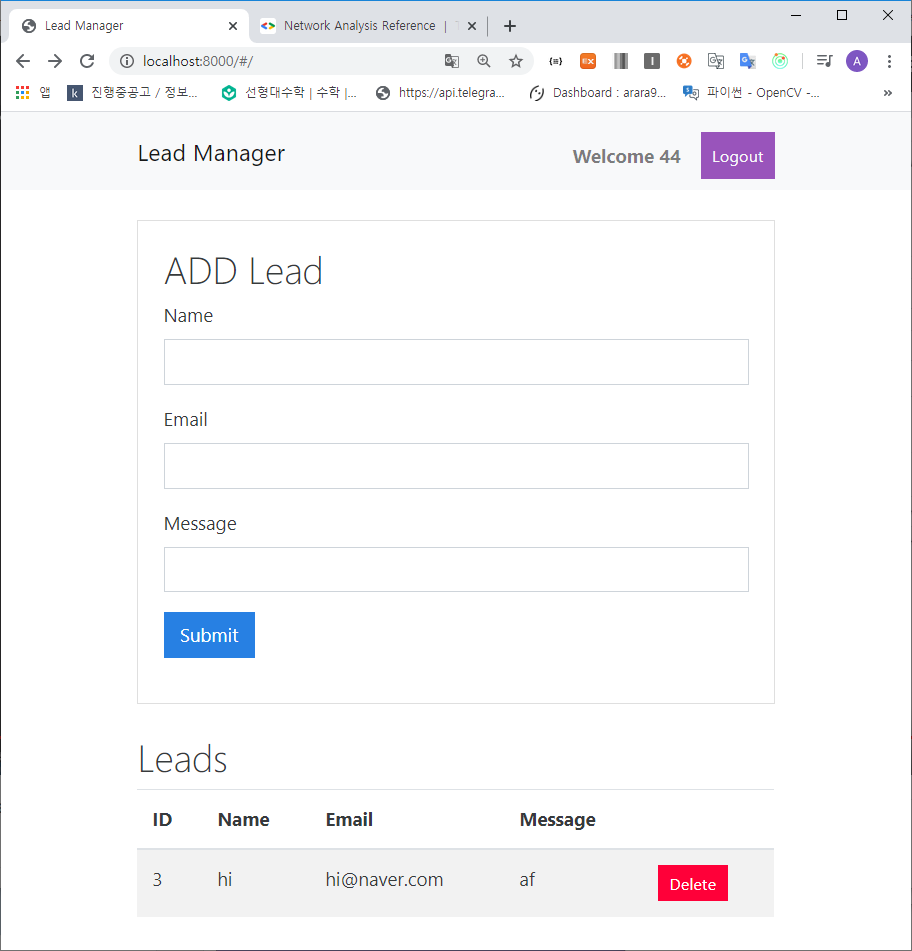 Lead Manager
Network Analysis Reference |
localhost:8000/#/
A
앱 진행중공고 / 정보... 선형대수학 | 수학 |... https://api.telegra... Dashboard : arara9... 파이썬 - OpenCV -... »
Lead Manager Welcome 44 Logout
ADD Lead
Name
Email
Message
Submit
Leads
ID Name Email Message
3 hi hi@naver.com af Delete